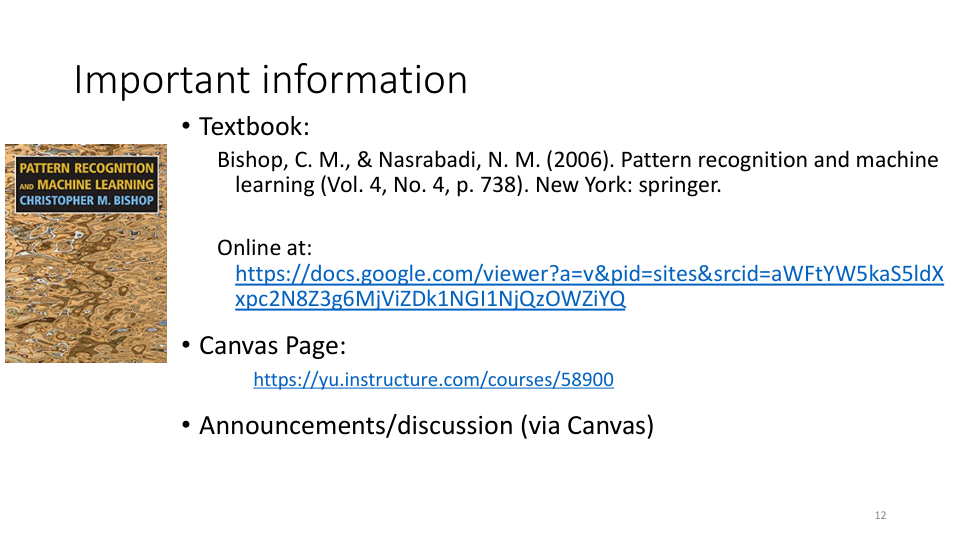 Important information
• Textbook:
Bishop, C. M., & Nasrabadi, N. M. (2006). Pattern recognition and machine
learning (Vol. 4, No. 4, p. 738). New York: springer.
PATTERN RECOGNITION
AND MACHINE LEARNING
CHRISTOPHER M. BISHOP
Online at:
https://docs.google.com/viewer?a=v&pid=sites&srcid=aWFtYW5kaS5ldX
xpc2N8Z3g6MjViZDk1NGI1NjQzOWZiYQ
• Canvas Page:
https://yu.instructure.com/courses/58900
• Announcements/discussion (via Canvas)
12